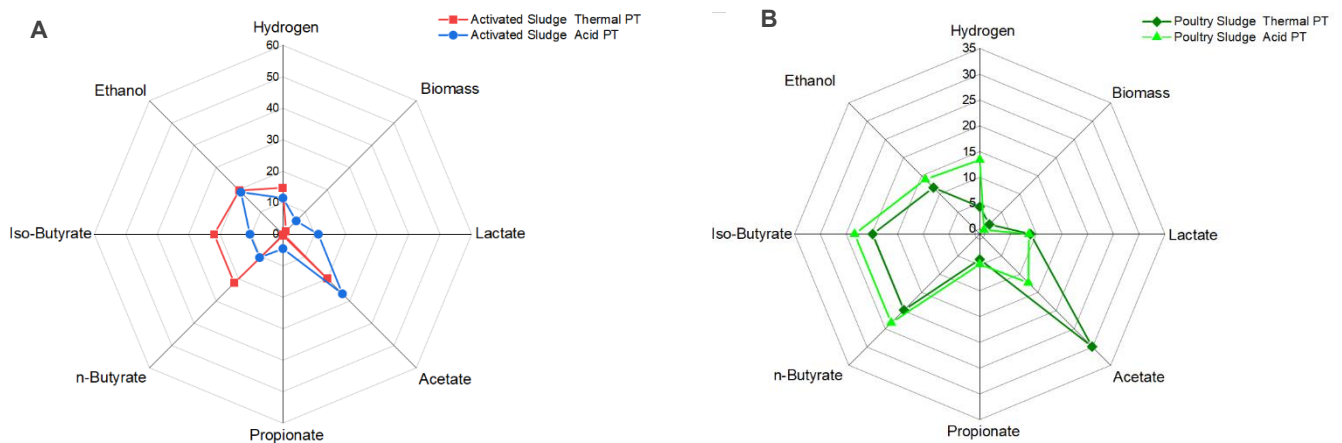 A
Activated Sludge Thermal PT
Activated Sludge Acid PT
Hydrogen
60
50
40
30
20
10
0
Ethanol
Biomass
Iso-Butyrate
Lactate
n-Butyrate
Acetate
Propionate
B
Poultry Sludge Thermal PT
Poultry Sludge Acid PT
Hydrogen
35
30
25
20
15
10
5
0
Ethanol
Biomass
Iso-Butyrate
Lactate
n-Butyrate
Acetate
Propionate